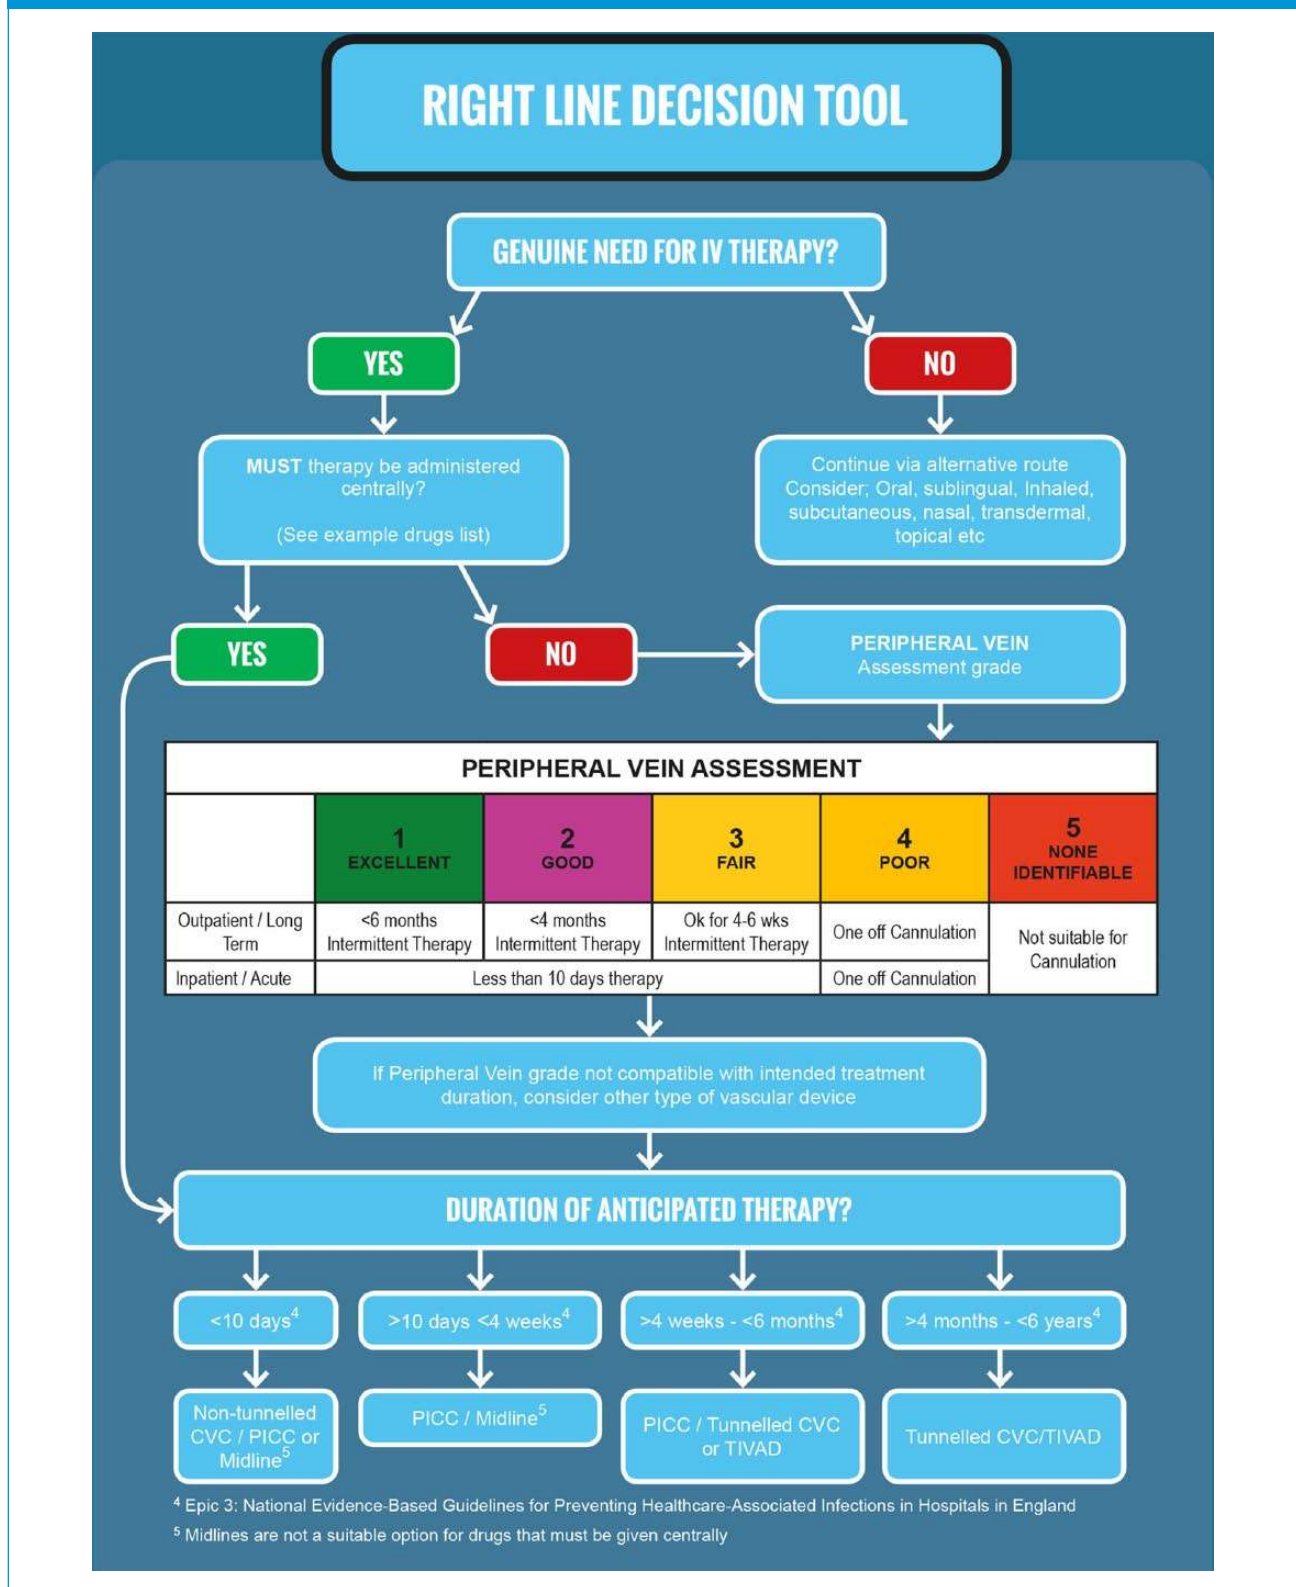 RIGHT LINE DECISION TOOL
GENUINE NEED FOR IV THERAPY?
YES
NO
MUST therapy be administered
centrally?
(See example drugs list)
Continue via alternative route
Consider; Oral, sublingual, Inhaled,
subcutaneous, nasal, transdermal,
topical etc
YES
NO
PERIPHERAL VEIN
Assessment grade
PERIPHERAL VEIN ASSESSMENT
1
EXCELLENT
2
GOOD
3
FAIR
4
POOR
5
NONE
IDENTIFIABLE
Outpatient / Long
Term
<6 months
Intermittent Therapy
<4 months
Intermittent Therapy
Ok for 4-6 wks
Intermittent Therapy
One off Cannulation
Not suitable for
Cannulation
Inpatient / Acute
Less than 10 days therapy
One off Cannulation
If Peripheral Vein grade not compatible with intended treatment
duration, consider other type of vascular device
DURATION OF ANTICIPATED THERAPY?
<10 days⁴
>10 days <4 weeks⁴
>4 weeks - <6 months⁴
>4 months - <6 years⁴
Non-tunnelled
CVC / PICC or
Midline⁵
PICC / Midline⁵
PICC / Tunnelled CVC
or TIVAD
Tunnelled CVC/TIVAD
⁴ Epic 3: National Evidence-Based Guidelines for Preventing Healthcare-Associated Infections in Hospitals in England
⁵ Midlines are not a suitable option for drugs that must be given centrally